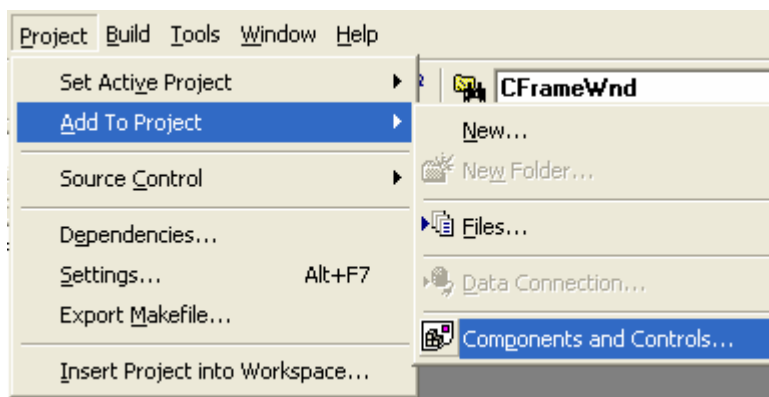 Project Build Tools Window Help
CFrameWnd
Set Active Project
Add To Project
Source Control
Dependencies...
Settings... Alt+F7
Export Makefile...
Insert Project into Workspace...
New...
New Folder...
Files...
Data Connection...
Components and Controls...